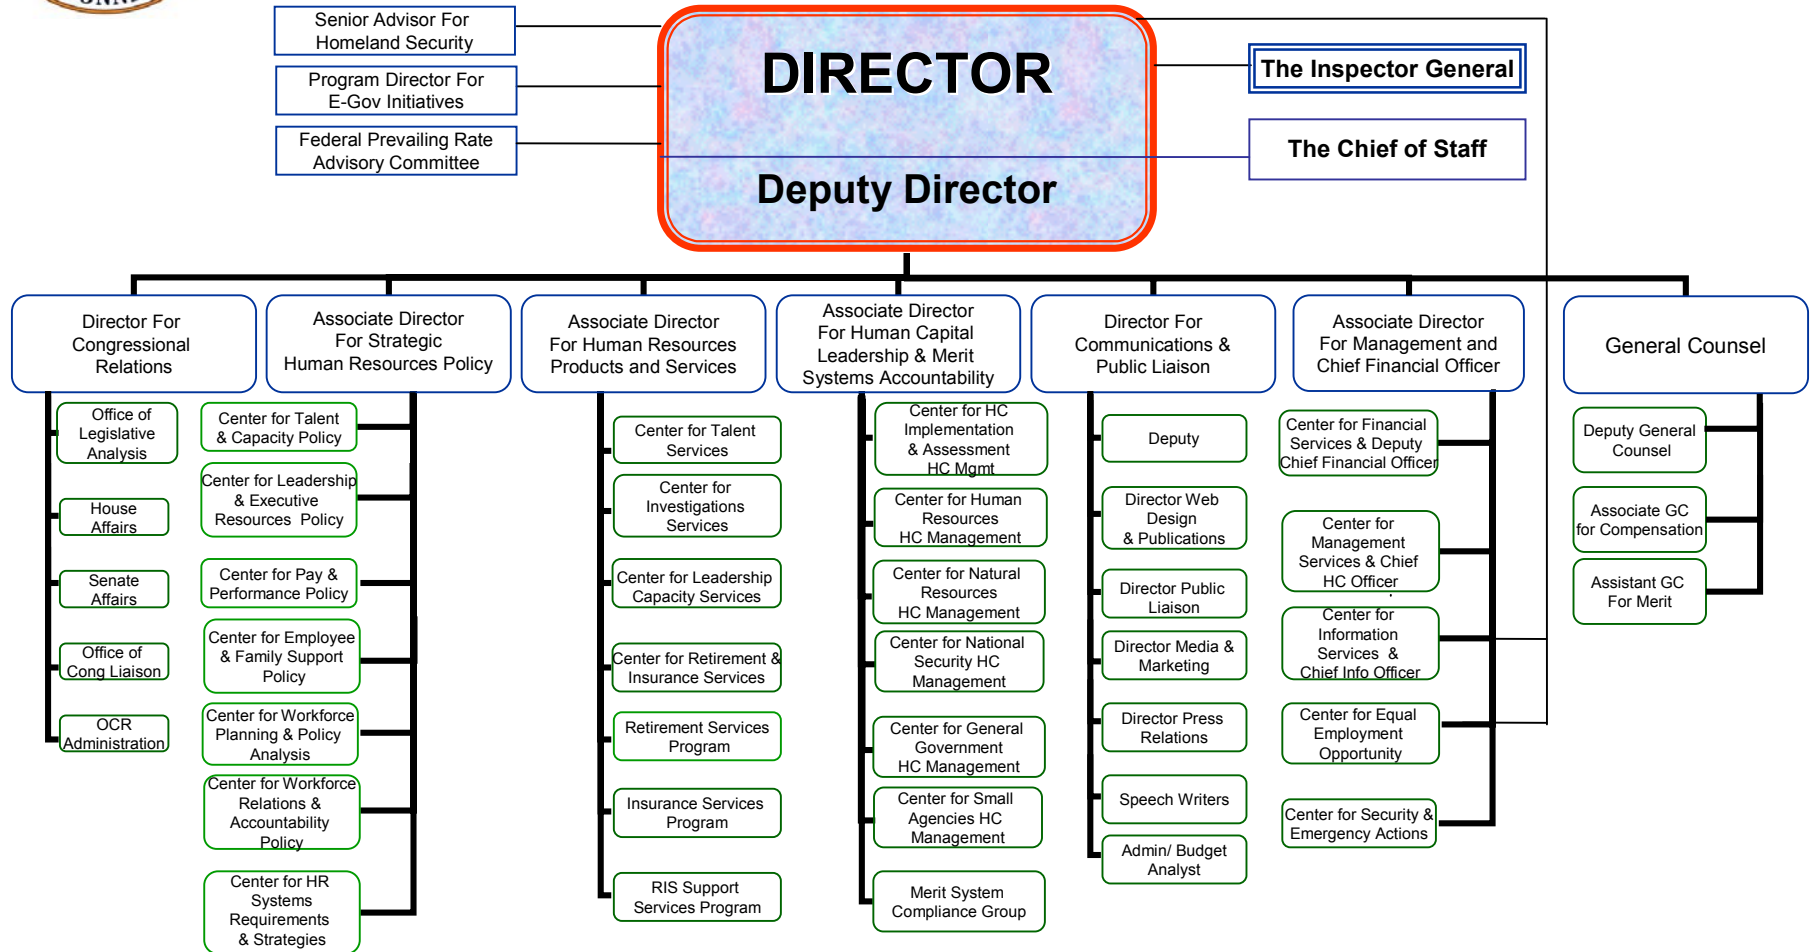 Senior Advisor For
Homeland Security
Program Director For
E-Gov Initiatives
Federal Prevailing Rate
Advisory Committee
DIRECTOR
Deputy Director
The Inspector General
The Chief of Staff
Director For
Congressional
Relations
Associate Director
For Strategic
Human Resources Policy
Associate Director
For Human Resources
Products and Services
Associate Director
For Human Capital
Leadership & Merit
Systems Accountability
Director For
Communications &
Public Liaison
Associate Director
For Management and
Chief Financial Officer
General Counsel
Office of
Legislative
Analysis
House
Affairs
Senate
Affairs
Office of
Cong Liaison
OCR
Administration
Center for Talent
& Capacity Policy
Center for Leadership
& Executive
Resources Policy
Center for Pay &
Performance Policy
Center for Employee
& Family Support
Policy
Center for Workforce
Planning & Policy
Analysis
Center for Workforce
Relations &
Accountability
Policy
Center for HR
Systems
Requirements
& Strategies
Center for Talent
Services
Center for
Investigations
Services
Center for Leadership
Capacity Services
Center for Retirement &
Insurance Services
Retirement Services
Program
Insurance Services
Program
RIS Support
Services Program
Center for HC
Implementation
& Assessment
HC Mgmt
Center for Human
Resources
HC Management
Center for Natural
Resources
HC Management
Center for National
Security HC
Management
Center for General
Government
HC Management
Center for Small
Agencies HC
Management
Merit System
Compliance Group
Deputy
Director Web
Design
& Publications
Director Public
Liaison
Director Media &
Marketing
Director Press
Relations
Speech Writers
Admin/ Budget
Analyst
Center for Financial
Services & Deputy
Chief Financial Officer
Center for
Management
Services & Chief
HC Officer
Center for
Information
Services &
Chief Info Officer
Center for Equal
Employment
Opportunity
Center for Security &
Emergency Actions
Deputy General
Counsel
Associate GC
for Compensation
Assistant GC
For Merit